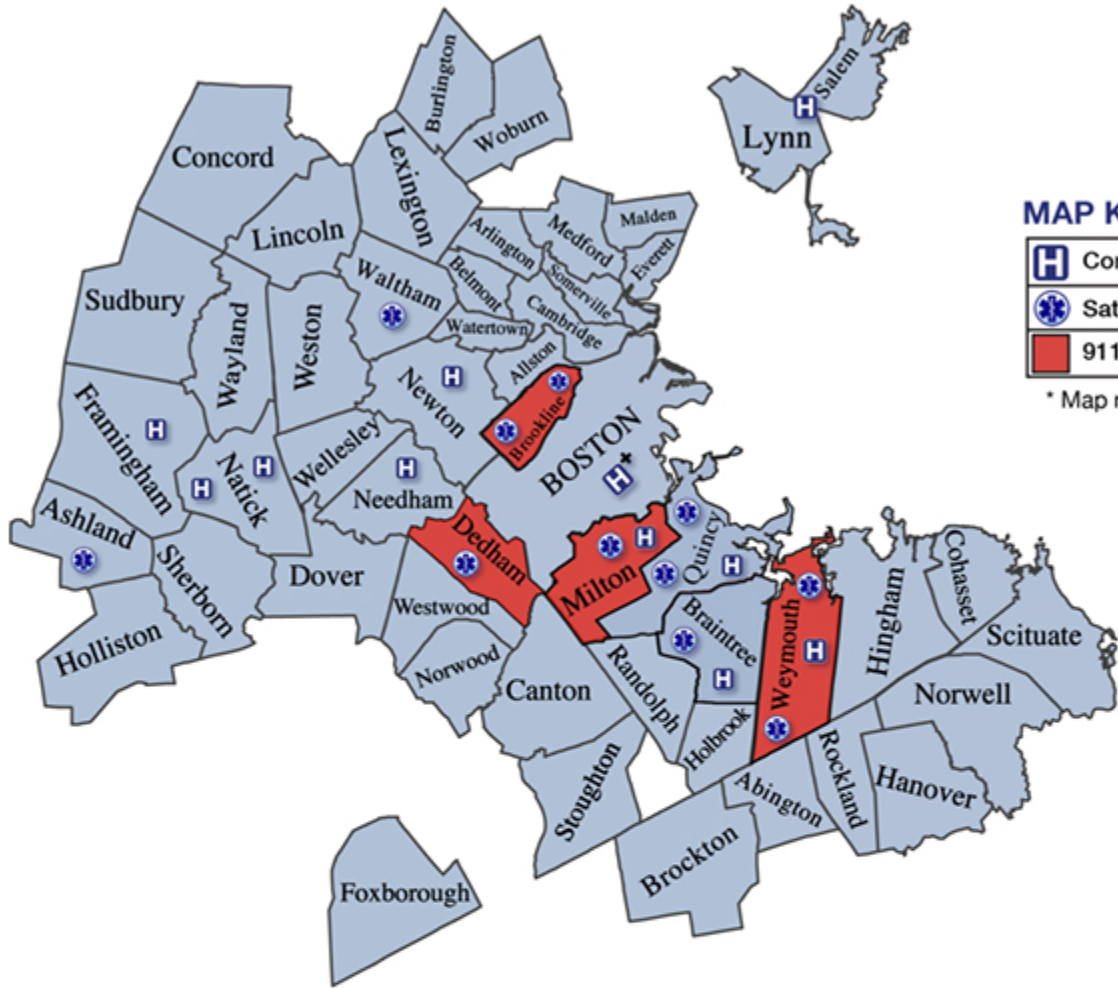 Burlington
Woburn
Salem
Lynn
Concord
Lexington
Lincoln
Arlington
Medford
Malden
Everett
Sudbury
Wayland
Weston
Waltham
Belmont
Somerville
Cambridge
Watertown
Allston
Newton
Brookline
BOSTON
Framingham
Natick
Wellesley
Needham
Ashland
Sherborn
Dover
Dedham
Westwood
Milton
Quincy
Holliston
Norwood
Canton
Randolph
Braintree
Holbrook
Weymouth
Hingham
Cohasset
Scituate
Norwell
Stoughton
Abington
Rockland
Hanover
Brockton
Foxborough
MAP K
H Cor
Sat
911
* Map r
H
H
H
H
H
H
H
H
H
H